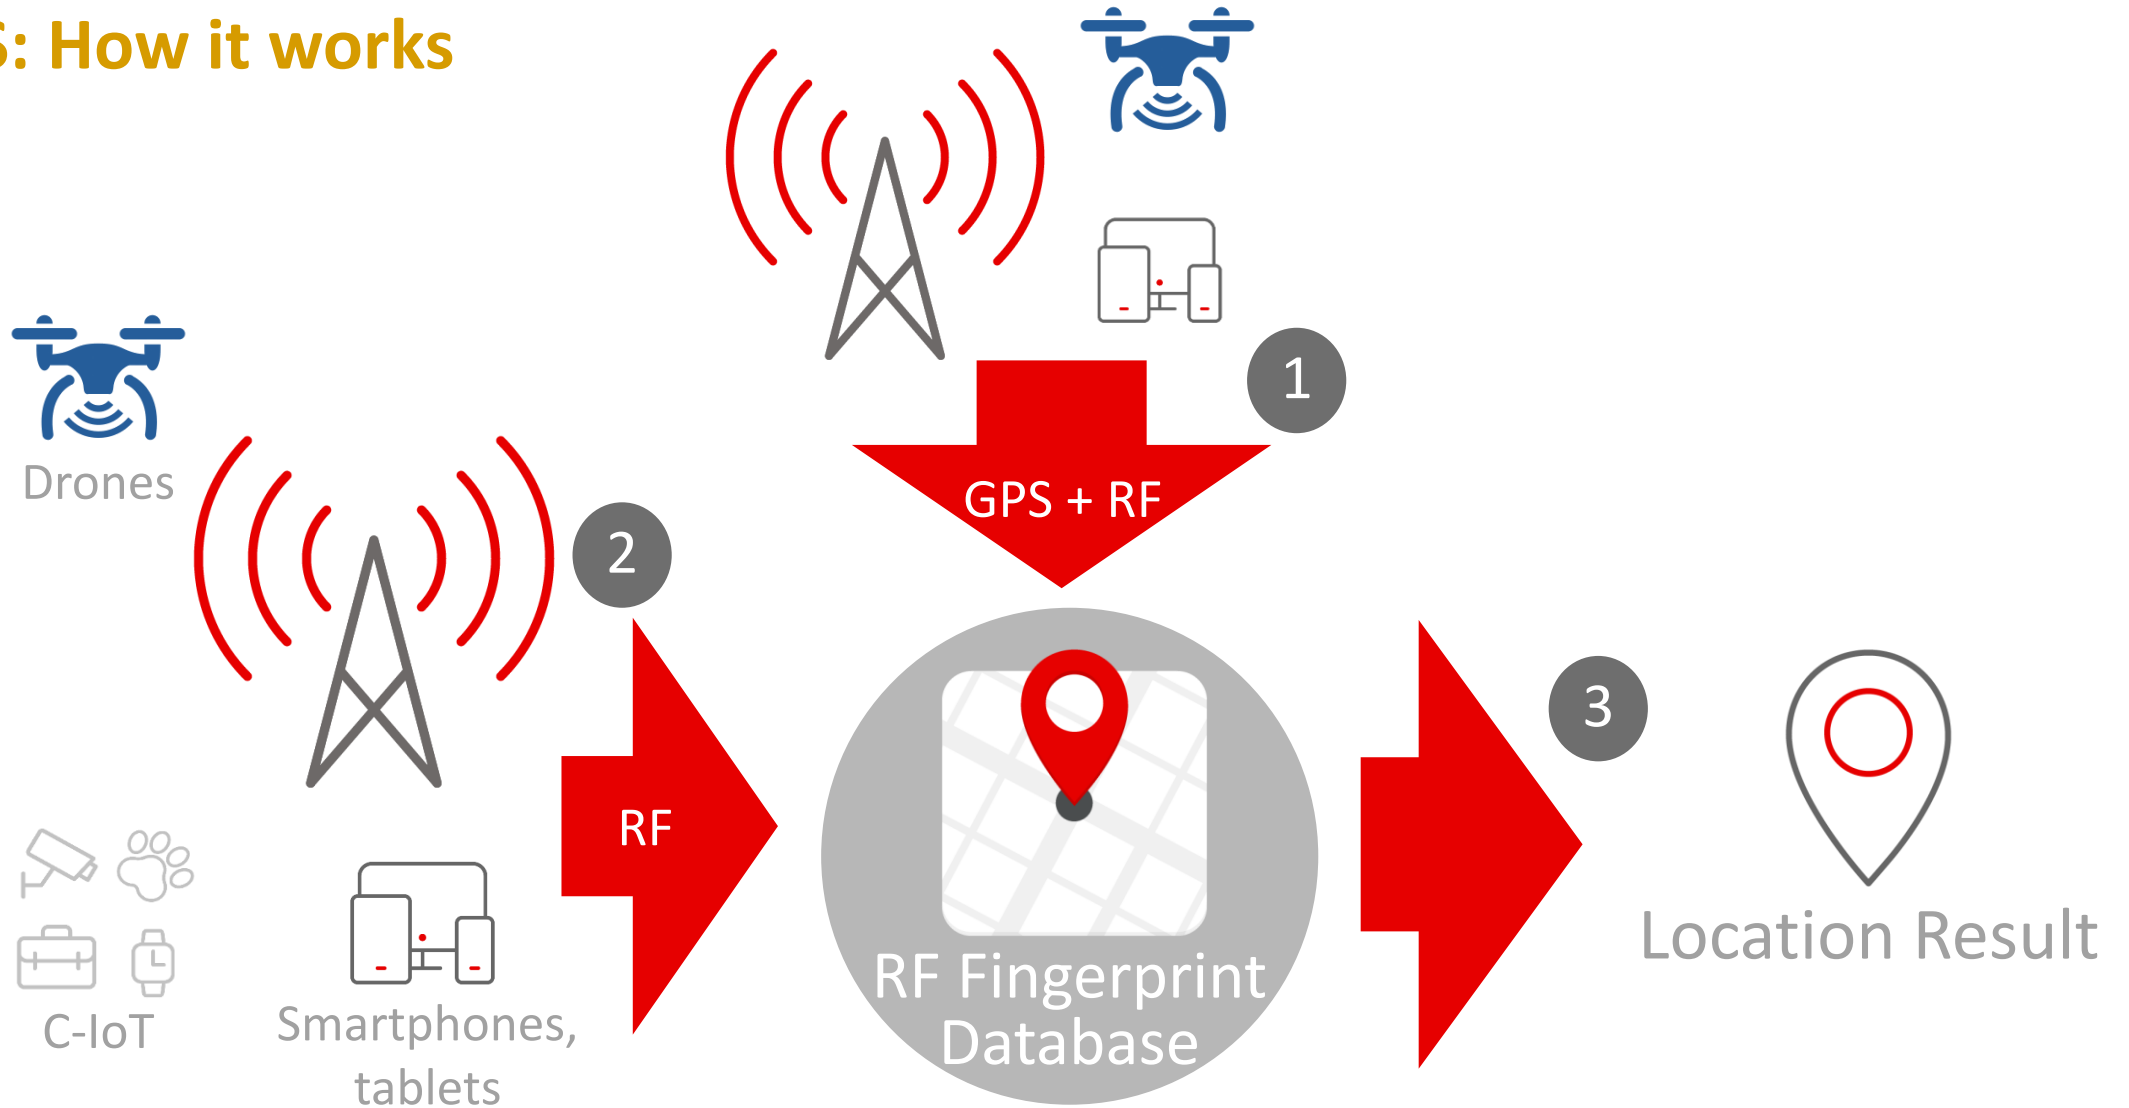 S: How it works
1
GPS + RF
Drones
2
RF
3
C-IoT
Smartphones,
tablets
RF Fingerprint
Database
Location Result